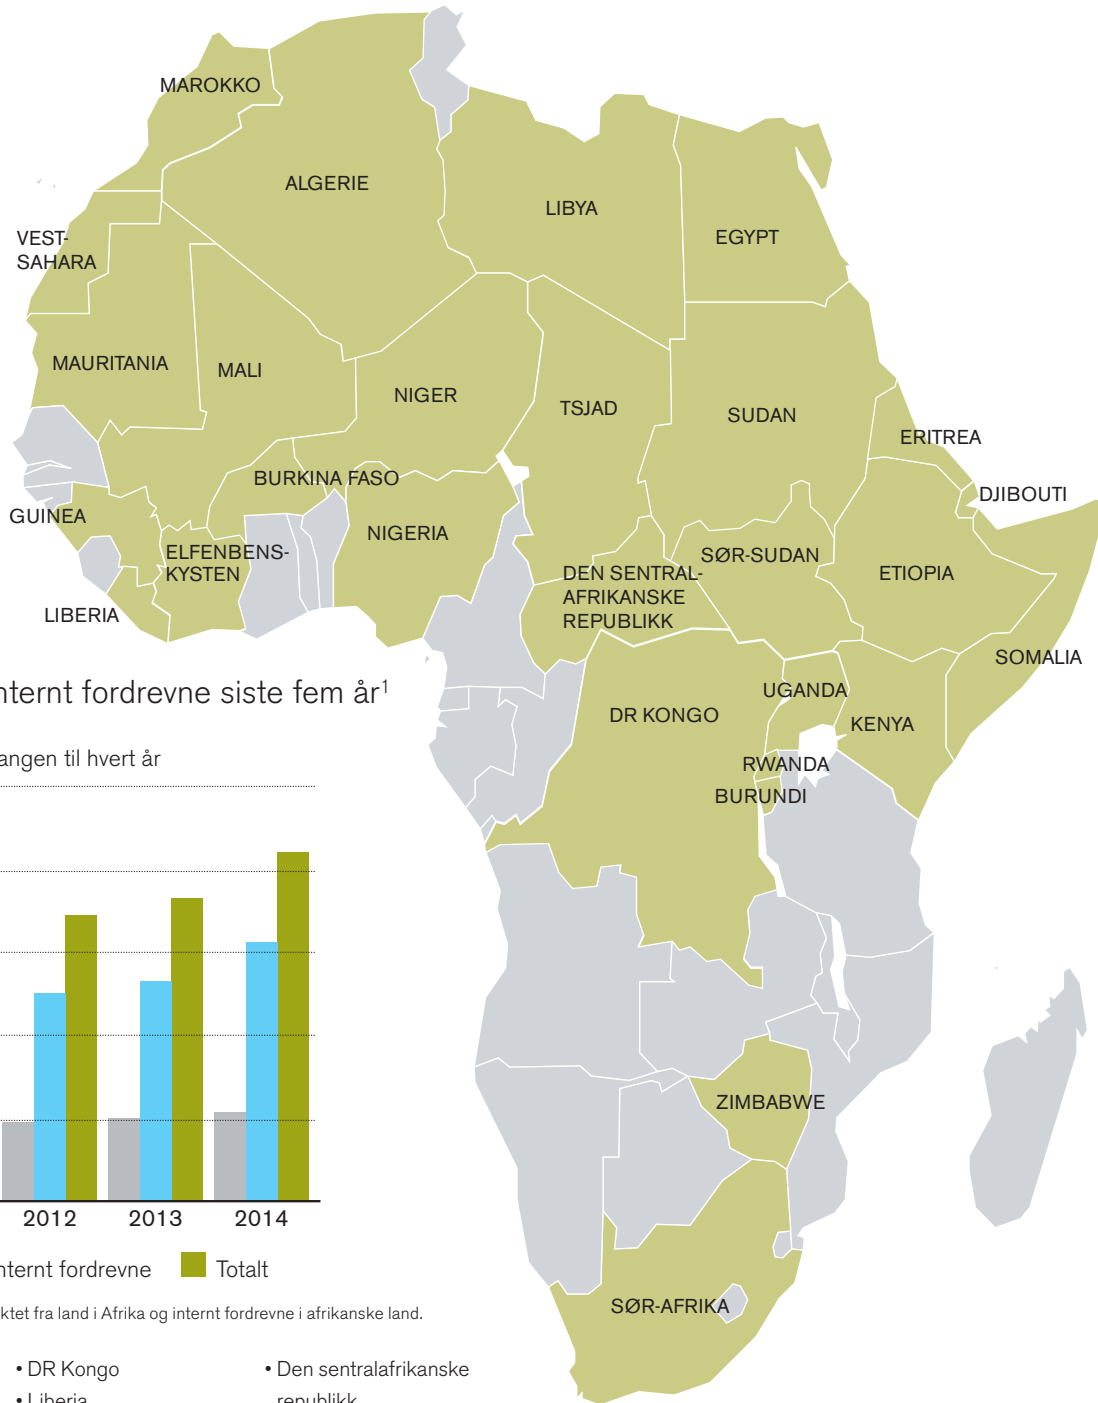 MAROKKO
ALGERIE
LIBYA
EGYPT
VEST-
SAHARA
MAURITANIA
MALI
NIGER
TSJAD
SUDAN
ERITREA
DJIBOUTI
BURKINA FASO
GUINEA
NIGERIA
ELFENBENS-
KYSTEN
SØR-SUDAN
ETIOPIA
DEN SENTRAL-
AFRIKANSKE
REPUBLIKK
LIBERIA
SOMALIA
UGANDA
DR KONGO
KENYA
RWANDA
BURUNDI
ZIMBABWE
SØR-AFRIKA
nternt fordrevne siste fem år¹
angen til hvert år
2012 2013 2014
nternt fordrevne Totalt
ktet fra land i Afrika og internt fordrevne i afrikanske land.
• DR Kongo
• Liberia
• Den sentralafrikanske
republikk